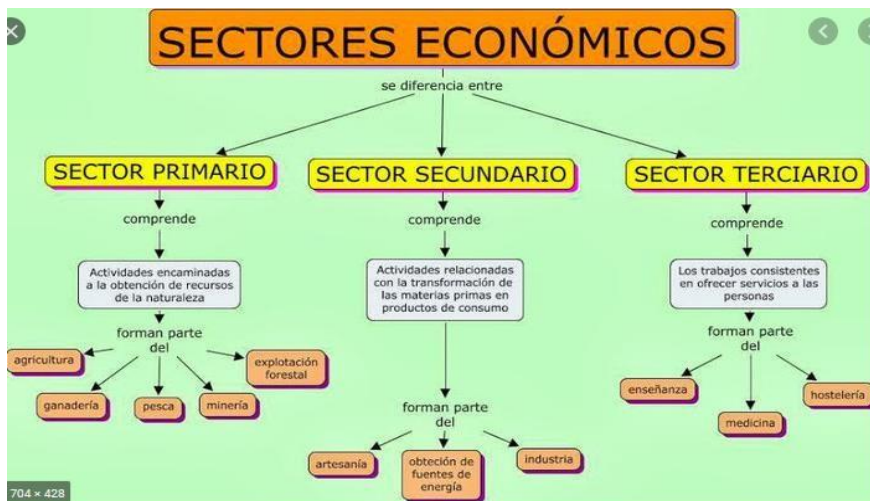 SECTORES ECONÓMICOS
se diferencia entre
SECTOR PRIMARIO
comprende
Actividades encaminadas
a la obtención de recursos
de la naturaleza
forman parte
del
agricultura
ganadería
pesca
minería
explotación
forestal
SECTOR SECUNDARIO
comprende
Actividades relacionadas
con la transformación de
las materias primas en
productos de consumo
forman parte
del
artesanía
obteción de
fuentes de
energía
industria
SECTOR TERCIARIO
comprende
Los trabajos consistentes
en ofrecer servicios a las
personas
forman parte
del
enseñanza
medicina
hostelería
704 × 428